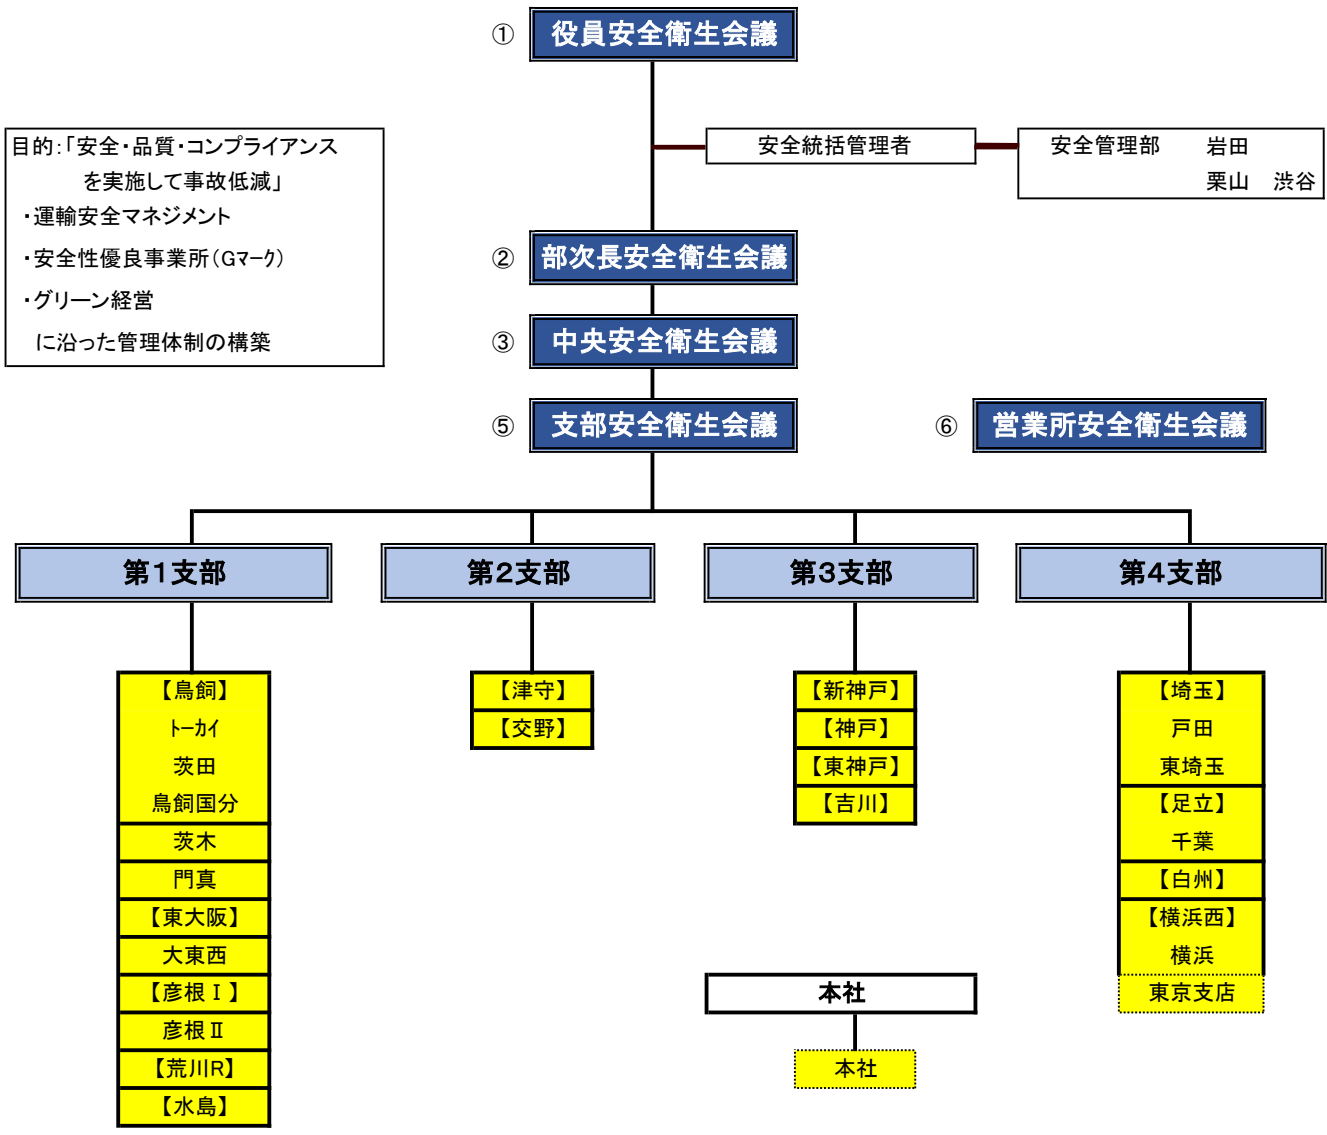 ① 役員安全衛生会議
目的：「安全・品質・コンプライアンス
を実施して事故低減」
・運輸安全マネジメント
・安全性優良事業所（Gﾏｰｸ）
・グリーン経営
に沿った管理体制の構築
安全統括管理者
安全管理部 岩田
栗山 渋谷
② 部次長安全衛生会議
③ 中央安全衛生会議
⑤ 支部安全衛生会議
⑥ 営業所安全衛生会議
第１支部
【鳥飼】
ﾄｰｶｲ
茨田
鳥飼国分
茨木
門真
【東大阪】
大東西
【彦根Ⅰ】
彦根Ⅱ
【荒川R】
【水島】
第２支部
【津守】
【交野】
第３支部
【新神戸】
【神戸】
【東神戸】
【吉川】
第４支部
【埼玉】
戸田
東埼玉
【足立】
千葉
【白州】
【横浜西】
横浜
東京支店
本社
本社